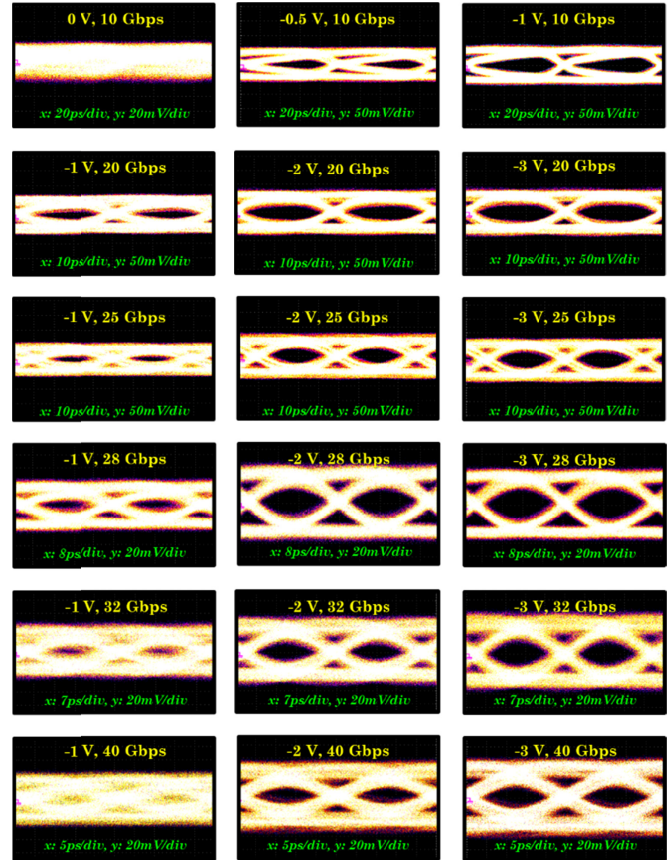 0 V, 10 Gbps
x: 20ps/div, y: 20mV/div
-0.5 V, 10 Gbps
x: 20ps/div, y: 50mV/div
-1 V, 10 Gbps
x: 20ps/div, y: 50mV/div
-1 V, 20 Gbps
x: 10ps/div, y: 50mV/div
-2 V, 20 Gbps
x: 10ps/div, y: 50mV/div
-3 V, 20 Gbps
x: 10ps/div, y: 50mV/div
-1 V, 25 Gbps
x: 10ps/div, y: 50mV/div
-2 V, 25 Gbps
x: 10ps/div, y: 50mV/div
-3 V, 25 Gbps
x: 10ps/div, y: 50mV/div
-1 V, 28 Gbps
x: 8ps/div, y: 20mV/div
-2 V, 28 Gbps
x: 8ps/div, y: 20mV/div
-3 V, 28 Gbps
x: 8ps/div, y: 20mV/div
-1 V, 32 Gbps
x: 7ps/div, y: 20mV/div
-2 V, 32 Gbps
x: 7ps/div, y: 20mV/div
-3 V, 32 Gbps
x: 7ps/div, y: 20mV/div
-1 V, 40 Gbps
x: 5ps/div, y: 20mV/div
-2 V, 40 Gbps
x: 5ps/div, y: 20mV/div
-3 V, 40 Gbps
x: 5ps/div, y: 20mV/div